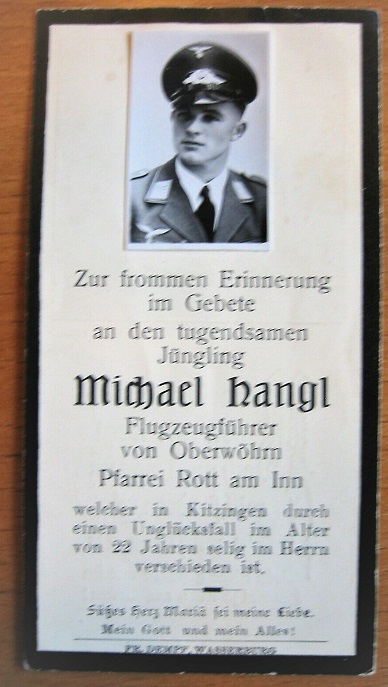 Zur frommen Erinnerung
im Gebete
an den tugendsamen
Jüngling
Michael Hangl
Flugzeugführer
von Oberwöhrn
Pfarrei Rott am Inn
welcher in Kitzingen durch
einen Unglücksfall im Alter
von 22 Jahren selig im Herrn
verschieden ist.
Süßes Herz Mariä sei meine Liebe.
Mein Gott und mein Alles!
FR. DEMPF, WASSERBURG